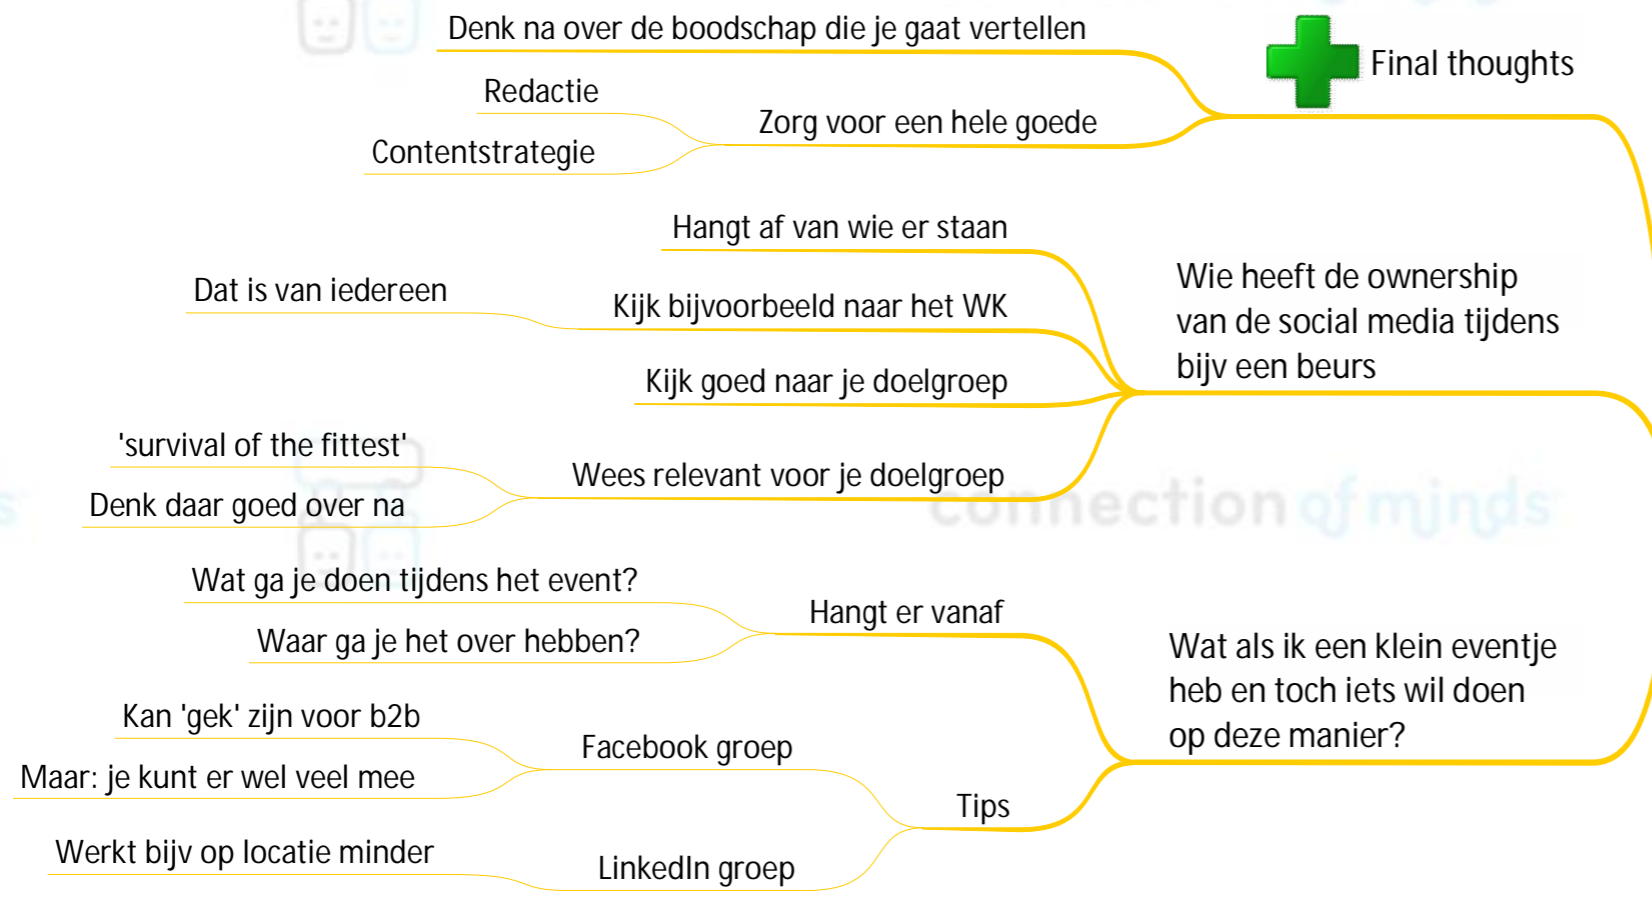 Denk na over de boodschap die je gaat vertellen
Final thoughts
Redactie
Zorg voor een hele goede
Contentstrategie
Hangt af van wie er staan
Wie heeft de ownership
van de social media tijdens
bijv een beurs
Dat is van iedereen
Kijk bijvoorbeeld naar het WK
Kijk goed naar je doelgroep
'survival of the fittest'
Wees relevant voor je doelgroep
Denk daar goed over na
connection of minds
s
Wat ga je doen tijdens het event?
Hangt er vanaf
Waar ga je het over hebben?
Wat als ik een klein eventje
heb en toch iets wil doen
op deze manier?
Kan 'gek' zijn voor b2b
Facebook groep
Maar: je kunt er wel veel mee
Tips
Werkt bijv op locatie minder
LinkedIn groep